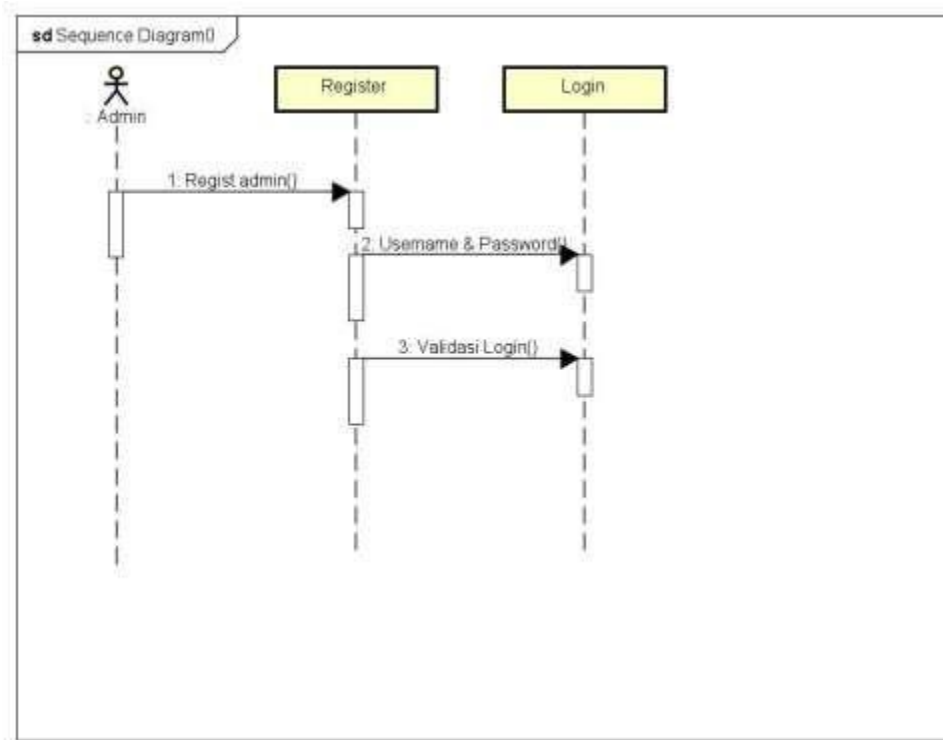 sd Sequence Diagram0
: Admin
Register
Login
1: Regist admin()
2: Username & Password()
3: Validasi Login()